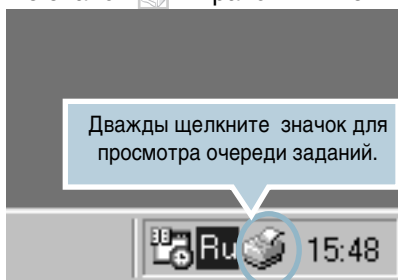 Дважды щелкните значок для
просмотра очереди заданий.
Ru 15:48